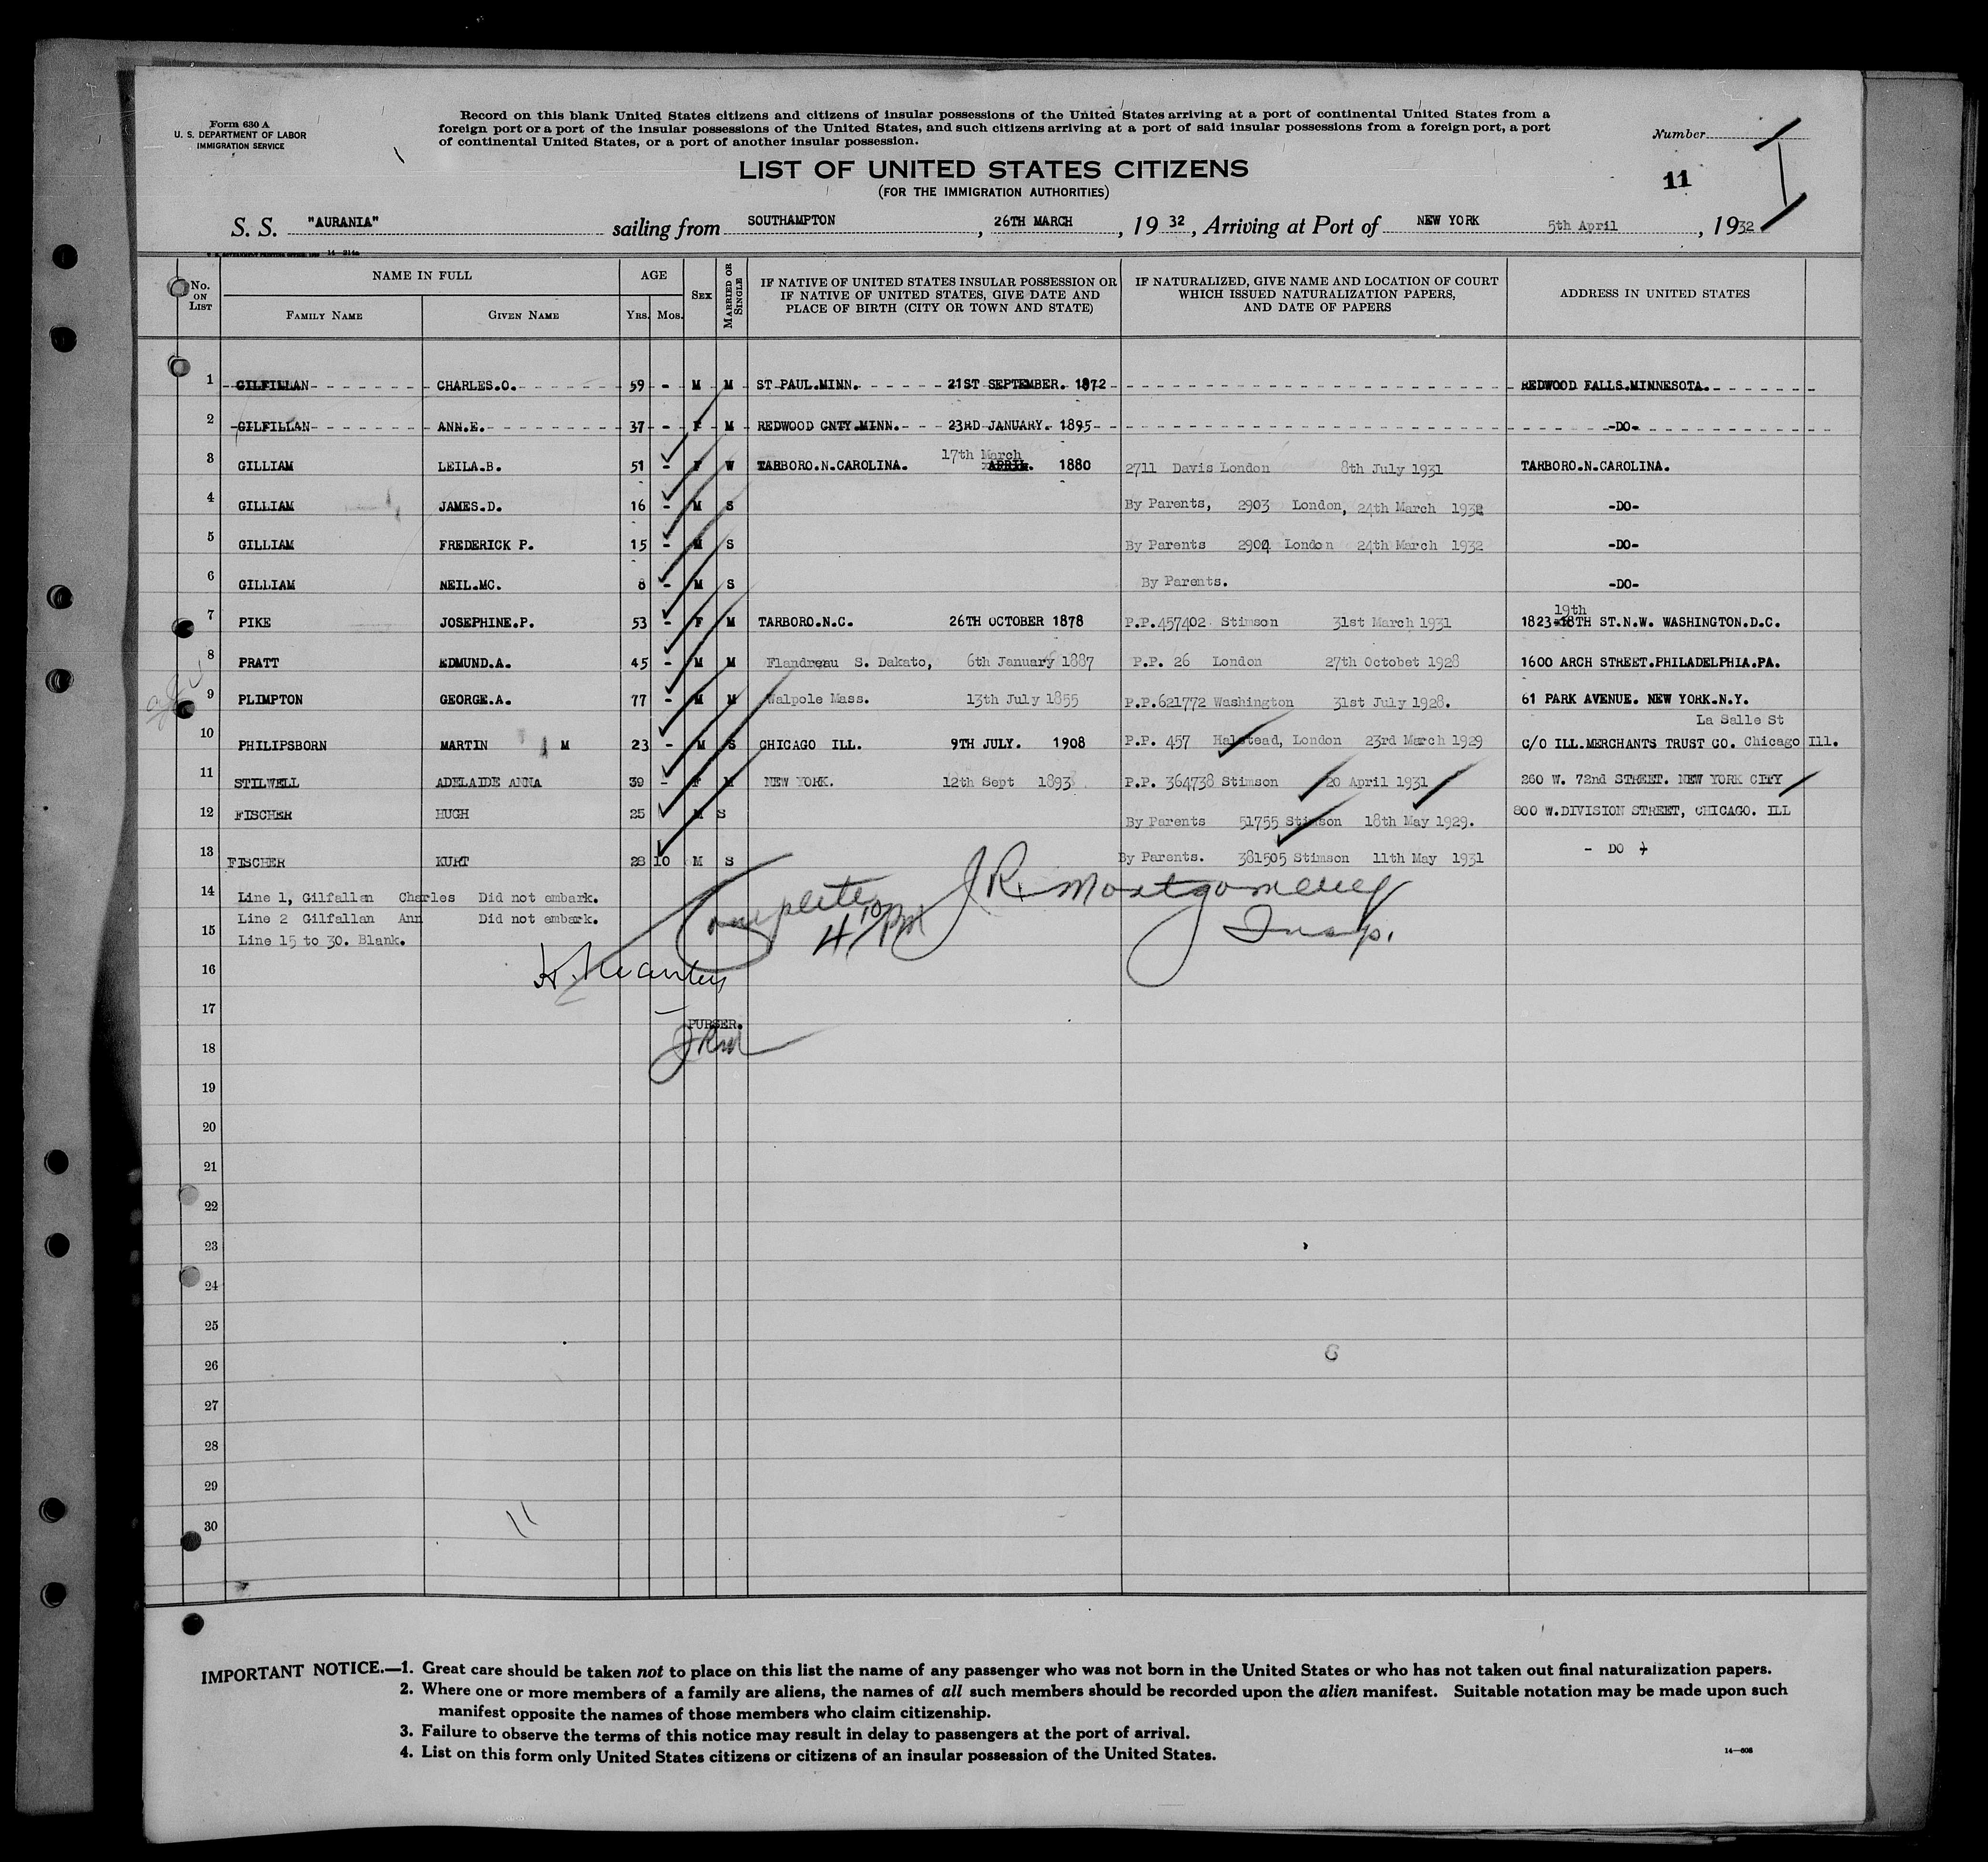 Form 630 A
U. S. DEPARTMENT OF LABOR
IMMIGRATION SERVICE
Record on this blank United States citizens and citizens of insular possessions of the United States arriving at a port of continental United States from a
foreign port or a port of the insular possessions of the United States, and such citizens arriving at a port of said insular possessions from a foreign port, a port
of continental United States, or a port of another insular possession.
Number
LIST OF UNITED STATES CITIZENS
(FOR THE IMMIGRATION AUTHORITIES)
11
S. S. "AURANIA" sailing from SOUTHAMPTON , 26TH MARCH , 19 32 , Arriving at Port of NEW YORK 5th April , 1932
No. ON LIST
NAME IN FULL
FAMILY NAME
GIVEN NAME
AGE
YRS. MOS.
SEX
MARRIED OR SINGLE
IF NATIVE OF UNITED STATES INSULAR POSSESSION OR
IF NATIVE OF UNITED STATES, GIVE DATE AND
PLACE OF BIRTH (CITY OR TOWN AND STATE)
IF NATURALIZED, GIVE NAME AND LOCATION OF COURT
WHICH ISSUED NATURALIZATION PAPERS,
AND DATE OF PAPERS
ADDRESS IN UNITED STATES
1 GILFILLAN CHARLES.O. 59 - M M ST PAUL.MINN. 21ST SEPTEMBER. 1872 REDWOOD FALLS.MINNESOTA.
2 GILFILLAN ANN.E. 37 - F M REDWOOD CNTY.MINN. 23RD JANUARY. 1895 -DO-
17th March
3 GILLIAM LEILA.B. 51 - F W TARBORO.N.CAROLINA. APRIL. 1880 2711 Davis London 8th July 1931 TARBORO.N.CAROLINA.
4 GILLIAM JAMES.D. 16 - M S By Parents, 2903 London, 24th March 1932 -DO-
5 GILLIAM FREDERICK P. 15 - M S By Parents 2904 London 24th March 1932 -DO-
6 GILLIAM NEIL.MC. 8 - M S By Parents. -DO-
19th
7 PIKE JOSEPHINE.P. 53 - F M TARBORO.N.C. 26TH OCTOBER 1878 P.P.457402 Stimson 31st March 1931 1823-18TH ST.N.W. WASHINGTON.D.C.
8 PRATT EDMUND.A. 45 - M M Flandreau S. Dakato, 6th January 1887 P.P. 26 London 27th Octobet 1928 1600 ARCH STREET.PHILADELPHIA.PA.
9 PLIMPTON GEORGE.A. 77 - M M Walpole Mass. 13th July 1855 P.P.621772 Washington 31st July 1928. 61 PARK AVENUE. NEW YORK.N.Y.
La Salle St
10 PHILIPSBORN MARTIN M 23 - M S CHICAGO ILL. 9TH JULY. 1908 P.P. 457 Halstead, London 23rd March 1929 C/O ILL.MERCHANTS TRUST CO. Chicago Ill.
11 STILWELL ADELAIDE ANNA 39 - F M NEW YORK. 12th Sept 1893 P.P. 364738 Stimson 20 April 1931 260 W. 72nd STREET. NEW YORK CITY
12 FISCHER HUGH 25 M S By Parents 51755 Stimson 18th May 1929. 800 W.DIVISION STREET, CHICAGO. ILL
13 FISCHER KURT 28 10 M S By Parents. 381505 Stimson 11th May 1931 - DO
14 Line 1, Gilfallan Charles Did not embark.
Line 2 Gilfallan Ann Did not embark.
15 Line 15 to 30. Blank.
Complete J R. Montgomery
4 10 PM Insp.
16
17
PURSER.
JRM
18
19
20
21
22
23
24
25
26
27
28
29
30
11
IMPORTANT NOTICE.—1. Great care should be taken not to place on this list the name of any passenger who was not born in the United States or who has not taken out final naturalization papers.
2. Where one or more members of a family are aliens, the names of all such members should be recorded upon the alien manifest. Suitable notation may be made upon such
manifest opposite the names of those members who claim citizenship.
3. Failure to observe the terms of this notice may result in delay to passengers at the port of arrival.
4. List on this form only United States citizens or citizens of an insular possession of the United States.